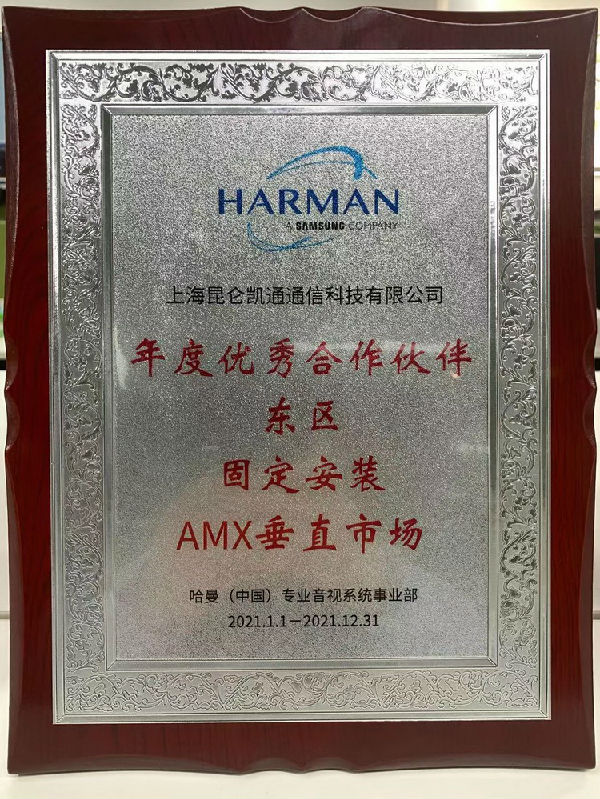 HARMAN
A SAMSUNG COMPANY
上海昆仑凯通通信科技有限公司
年度优秀合作伙伴
东区
固定安装
AMX垂直市场
哈曼（中国）专业音视系统事业部
2021.1.1－2021.12.31